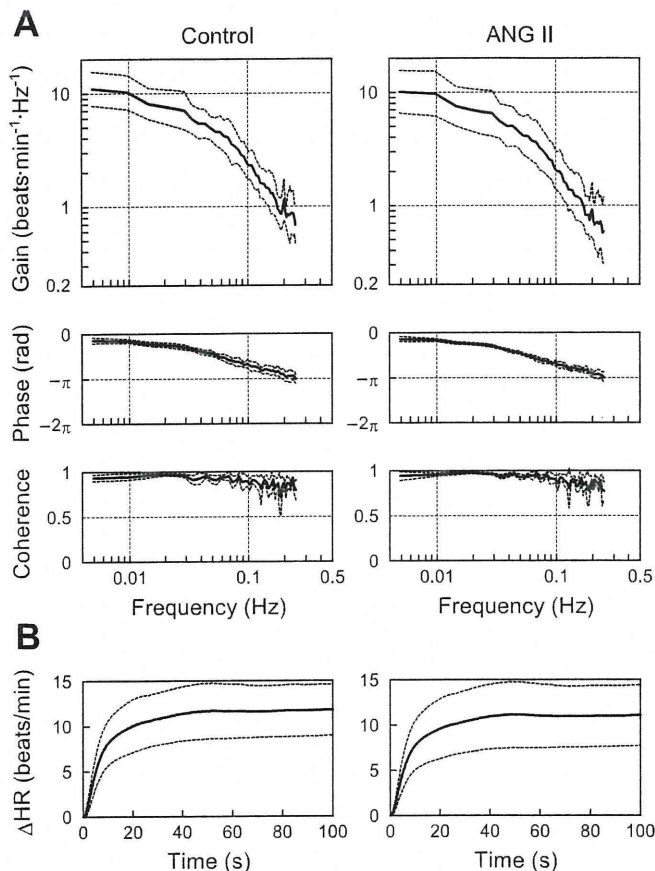 A
Control
ANG II
Gain (beats·min⁻¹·Hz⁻¹)
10
1
0.2
10
1
0.2
Phase (rad)
0
−π
−2π
0
−π
−2π
Coherence
1
0.5
0
1
0.5
0
0.01 0.1 0.5
0.01 0.1 0.5
Frequency (Hz)
Frequency (Hz)
B
ΔHR (beats/min)
15
10
5
0
15
10
5
0
0 20 40 60 80 100
0 20 40 60 80 100
Time (s)
Time (s)